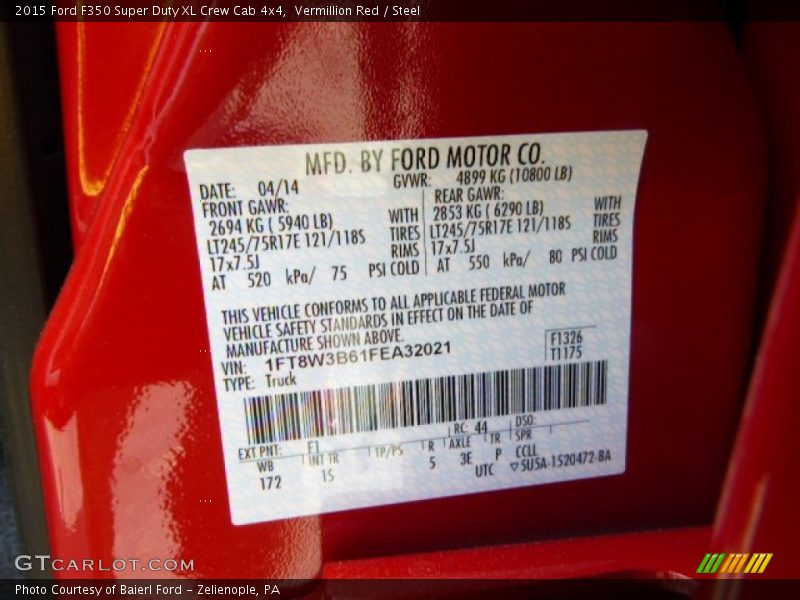 2015 Ford F350 Super Duty XL Crew Cab 4x4,  Vermillion Red / Steel
MFD. BY FORD MOTOR CO.
DATE: 04/14 GVWR: 4899 KG (10800 LB)
FRONT GAWR: REAR GAWR:
2694 KG ( 5940 LB) WITH 2853 KG ( 6290 LB) WITH
LT245/75R17E 121/118S TIRES LT245/75R17E 121/118S TIRES
17x7.5J RIMS 17x7.5J RIMS
AT 520 kPa/ 75 PSI COLD AT 550 kPa/ 80 PSI COLD
THIS VEHICLE CONFORMS TO ALL APPLICABLE FEDERAL MOTOR
VEHICLE SAFETY STANDARDS IN EFFECT ON THE DATE OF
MANUFACTURE SHOWN ABOVE.
VIN: 1FT8W3B61FEA32021 F1326
TYPE: Truck T1175
EXT PNT: F1 RC: 44 DSO:
WB INT TR TP/PS R AXLE TR SPR
172 1S 5 3E P CCLL
UTC ▽5U5A-1520472-BA
GTCARLOT.COM
Photo Courtesy of Baierl Ford - Zelienople, PA